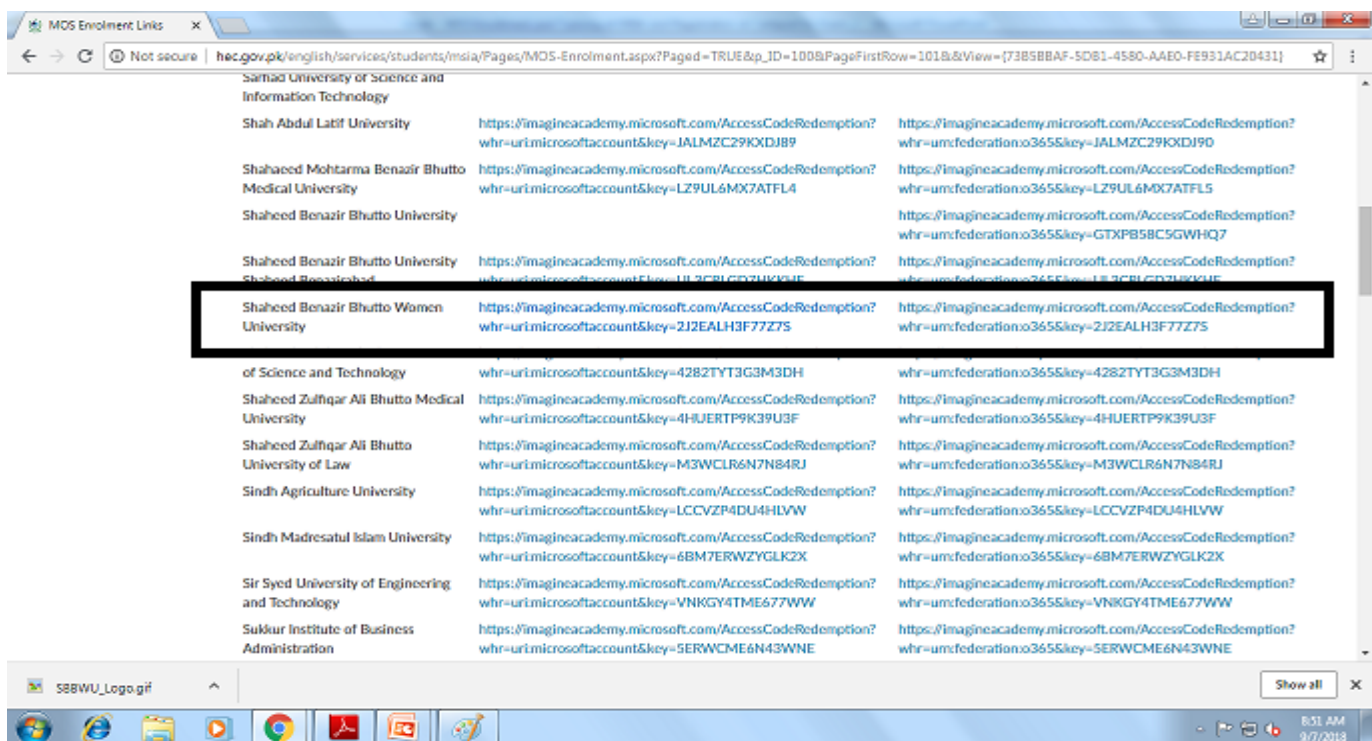 MOS Enrolment Links
Not secure | hec.gov.pk/english/services/students/msia/Pages/MOS-Enrolment.aspx?Paged=TRUE&p_ID=100&PageFirstRow=101&&View={73B5BBAF-5DB1-4580-AAE0-FE931AC20431}
Sarhad University of Science and
Information Technology
Shah Abdul Latif University https://imagineacademy.microsoft.com/AccessCodeRedemption? https://imagineacademy.microsoft.com/AccessCodeRedemption?
whr=uri:microsoftaccount&key=JALMZC29KXDJ89 whr=urn:federation:o365&key=JALMZC29KXDJ90
Shahaeed Mohtarma Benazir Bhutto https://imagineacademy.microsoft.com/AccessCodeRedemption? https://imagineacademy.microsoft.com/AccessCodeRedemption?
Medical University whr=uri:microsoftaccount&key=LZ9UL6MX7ATFL4 whr=urn:federation:o365&key=LZ9UL6MX7ATFL5
Shaheed Benazir Bhutto University https://imagineacademy.microsoft.com/AccessCodeRedemption?
whr=urn:federation:o365&key=GTXPB58C5GWHQ7
Shaheed Benazir Bhutto University https://imagineacademy.microsoft.com/AccessCodeRedemption? https://imagineacademy.microsoft.com/AccessCodeRedemption?
Shaheed Benazirabad
Shaheed Benazir Bhutto Women https://imagineacademy.microsoft.com/AccessCodeRedemption? https://imagineacademy.microsoft.com/AccessCodeRedemption?
University whr=uri:microsoftaccount&key=2J2EALH3F77Z7S whr=urn:federation:o365&key=2J2EALH3F77Z7S
of Science and Technology whr=uri:microsoftaccount&key=4282TYT3G3M3DH whr=urn:federation:o365&key=4282TYT3G3M3DH
Shaheed Zulfiqar Ali Bhutto Medical https://imagineacademy.microsoft.com/AccessCodeRedemption? https://imagineacademy.microsoft.com/AccessCodeRedemption?
University whr=uri:microsoftaccount&key=4HUERTP9K39U3F whr=urn:federation:o365&key=4HUERTP9K39U3F
Shaheed Zulfiqar Ali Bhutto https://imagineacademy.microsoft.com/AccessCodeRedemption? https://imagineacademy.microsoft.com/AccessCodeRedemption?
University of Law whr=uri:microsoftaccount&key=M3WCLR6N7N84RJ whr=urn:federation:o365&key=M3WCLR6N7N84RJ
Sindh Agriculture University https://imagineacademy.microsoft.com/AccessCodeRedemption? https://imagineacademy.microsoft.com/AccessCodeRedemption?
whr=uri:microsoftaccount&key=LCCVZP4DU4HLVW whr=urn:federation:o365&key=LCCVZP4DU4HLVW
Sindh Madresatul Islam University https://imagineacademy.microsoft.com/AccessCodeRedemption? https://imagineacademy.microsoft.com/AccessCodeRedemption?
whr=uri:microsoftaccount&key=6BM7ERWZYGLK2X whr=urn:federation:o365&key=6BM7ERWZYGLK2X
Sir Syed University of Engineering https://imagineacademy.microsoft.com/AccessCodeRedemption? https://imagineacademy.microsoft.com/AccessCodeRedemption?
and Technology whr=uri:microsoftaccount&key=VNKGY4TME677WW whr=urn:federation:o365&key=VNKGY4TME677WW
Sukkur Institute of Business https://imagineacademy.microsoft.com/AccessCodeRedemption? https://imagineacademy.microsoft.com/AccessCodeRedemption?
Administration whr=uri:microsoftaccount&key=5ERWCME6N43WNE whr=urn:federation:o365&key=5ERWCME6N43WNE
SBBWU_Logo.gif Show all
8:51 AM
9/7/2018